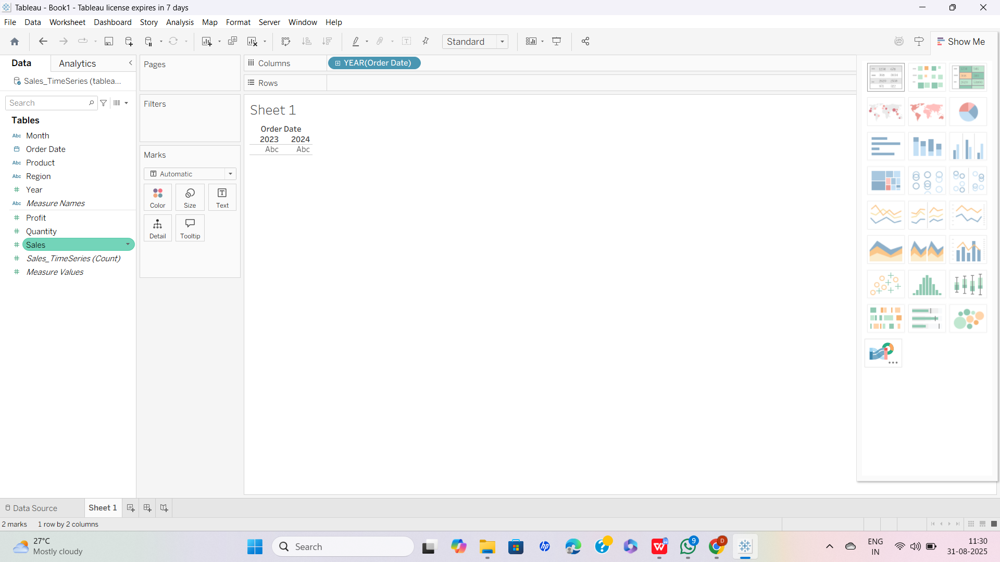 Tableau - Book1 - Tableau license expires in 7 days
File Data Worksheet Dashboard Story Analysis Map Format Server Window Help
Standard
Show Me
Data
Analytics
Sales_TimeSeries (tablea...
Search
Tables
Abc Month
Order Date
Abc Product
Abc Region
Year
Abc Measure Names
Profit
Quantity
Sales
Sales_TimeSeries (Count)
Measure Values
Pages
Filters
Marks
Automatic
Color Size Text
Detail Tooltip
Columns
YEAR(Order Date)
Rows
Sheet 1
Order Date
2023 2024
Abc Abc
Data Source
Sheet 1
2 marks 1 row by 2 columns
27°C
Mostly cloudy
Search
9
D
ENG
IN
11:30
31-08-2025